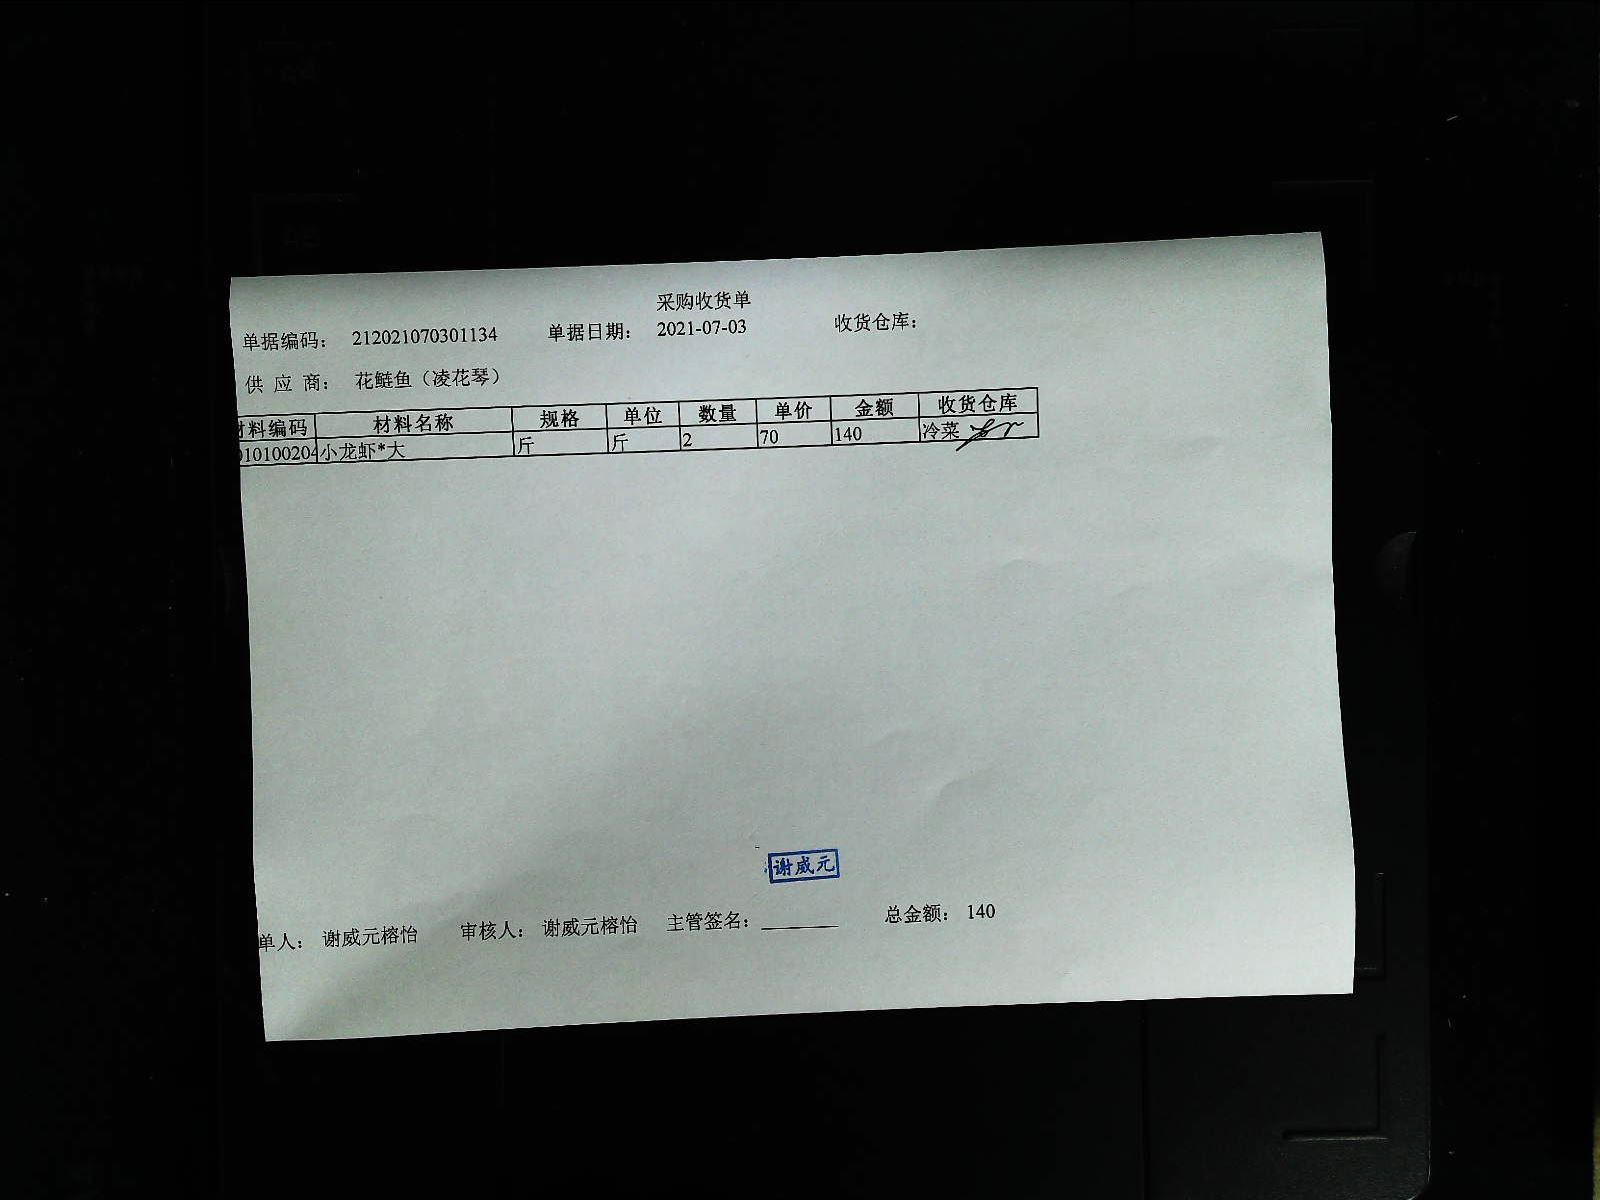 采购收货单
单据编码： 212021070301134 单据日期： 2021-07-03 收货仓库：
供 应 商： 花鲢鱼（凌花琴）
材料编码 材料名称 规格 单位 数量 单价 金额 收货仓库
010100204 小龙虾*大 斤 斤 2 70 140 冷菜
谢威元
单人： 谢威元榕怡 审核人： 谢威元榕怡 主管签名：________ 总金额： 140